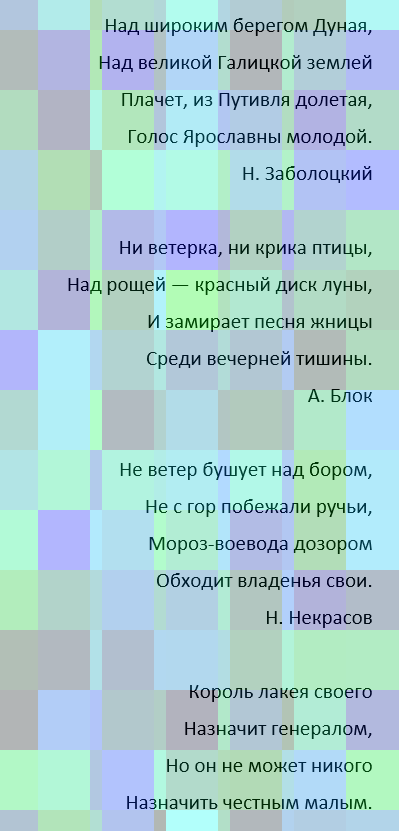 Над широким берегом Дуная,
Над великой Галицкой землей
Плачет, из Путивля долетая,
Голос Ярославны молодой.
Н. Заболоцкий
Ни ветерка, ни крика птицы,
Над рощей — красный диск луны,
И замирает песня жницы
Среди вечерней тишины.
А. Блок
Не ветер бушует над бором,
Не с гор побежали ручьи,
Мороз-воевода дозором
Обходит владенья свои.
Н. Некрасов
Король лакея своего
Назначит генералом,
Но он не может никого
Назначить честным малым.